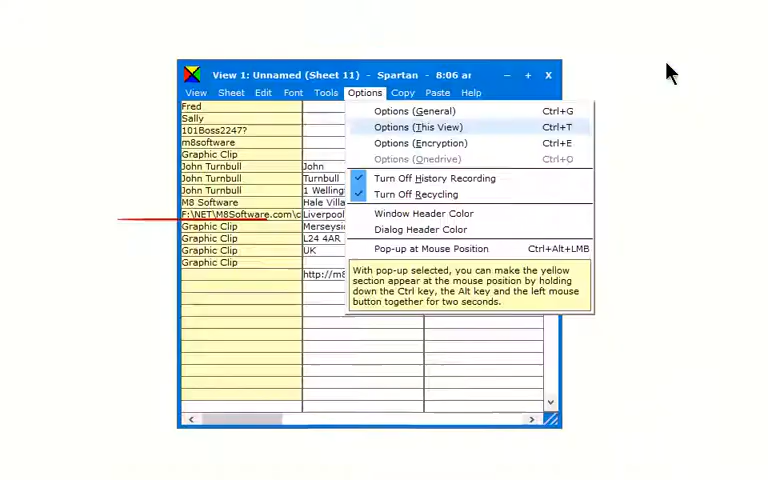 View 1: Unnamed (Sheet 11) - Spartan - 8:06 ar
View Sheet Edit Font Tools Options Copy Paste Help
Fred
Sally
101Boss2247?
m8software
Graphic Clip
John Turnbull John
John Turnbull Turnbull
John Turnbull 1 Welling
M8 Software Hale Villa
F:\NET\M8Software.com\c Liverpool
Graphic Clip Merseysi
Graphic Clip L24 4AR
Graphic Clip UK
Graphic Clip
http://m8
Options (General) Ctrl+G
Options (This View) Ctrl+T
Options (Encryption) Ctrl+E
Options (Onedrive) Ctrl+O
Turn Off History Recording
Turn Off Recycling
Window Header Color
Dialog Header Color
Pop-up at Mouse Position Ctrl+Alt+LMB
With pop-up selected, you can make the yellow
section appear at the mouse position by holding
down the Ctrl key, the Alt key and the left mouse
button together for two seconds.